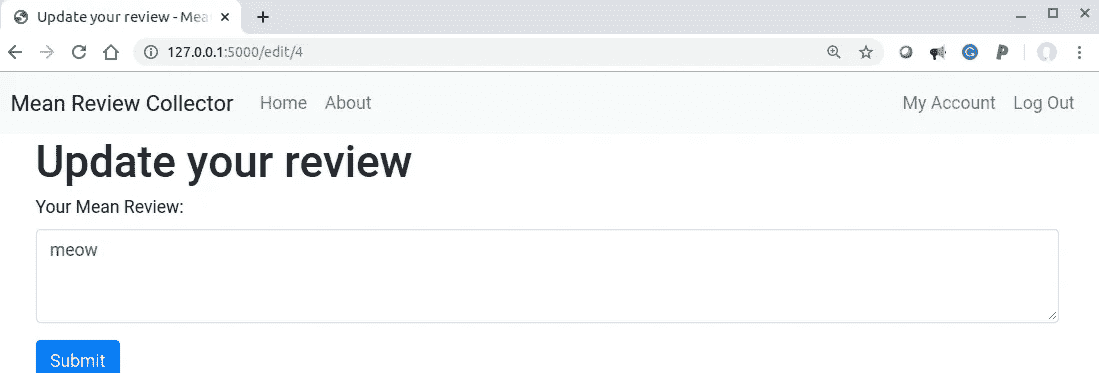 Update your review - Mea
127.0.0.1:5000/edit/4
Mean Review Collector Home About My Account Log Out
Update your review
Your Mean Review:
meow
Submit